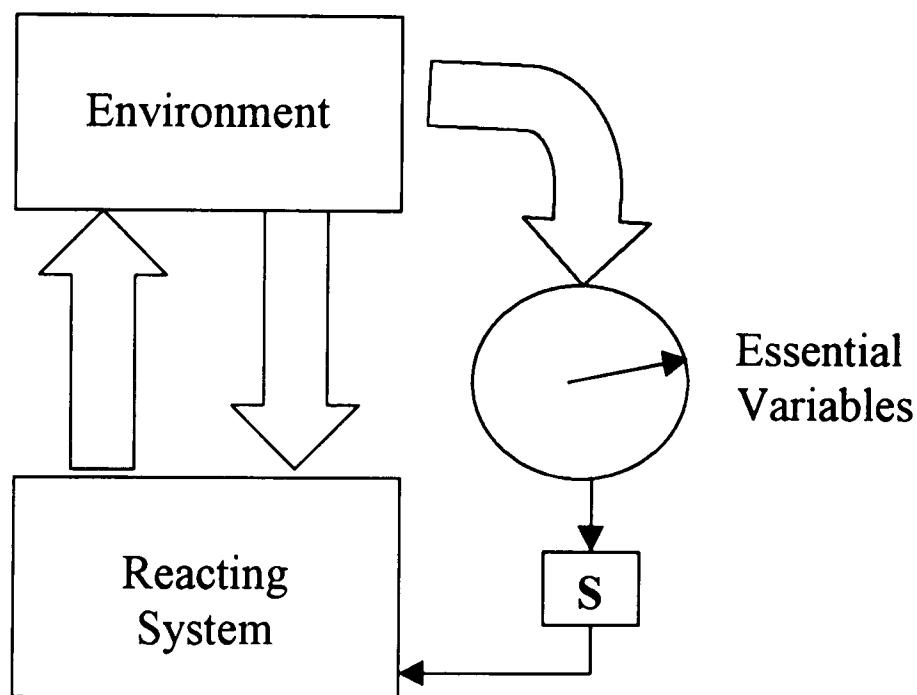 Environment
Essential
Variables
Reacting
System
S